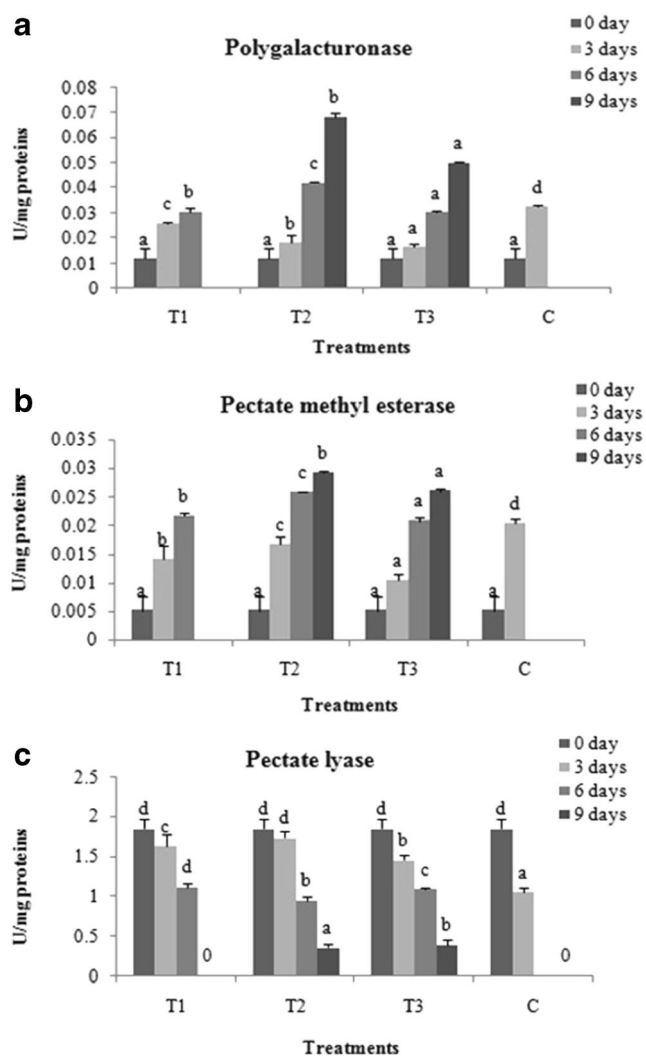 a
Polygalacturonase
0 day
3 days
6 days
9 days
U/mg proteins
0.08
0.07
0.06
0.05
0.04
0.03
0.02
0.01
0
a c b
a b c b
a a a a
a d
T1 T2 T3 C
Treatments
b
Pectate methyl esterase
0 day
3 days
6 days
9 days
U/mg proteins
0.035
0.03
0.025
0.02
0.015
0.01
0.005
0
a b b
a c c b
a a a a
a d
T1 T2 T3 C
Treatments
c
Pectate lyase
0 day
3 days
6 days
9 days
U/mg proteins
2.5
2
1.5
1
0.5
0
d c d 0
d d b a
d b c b
d a 0
T1 T2 T3 C
Treatments